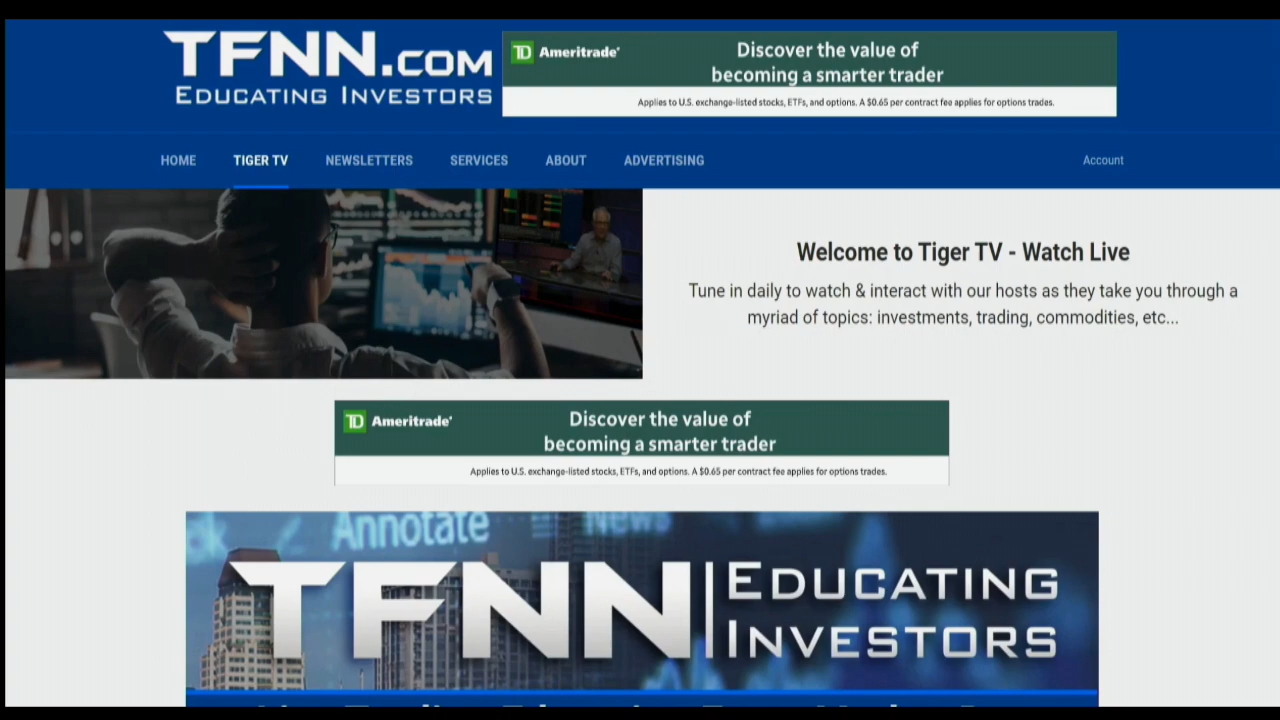 TFNN.COM
EDUCATING INVESTORS
TD Ameritrade
Discover the value of
becoming a smarter trader
Applies to U.S. exchange-listed stocks, ETFs, and options. A $0.65 per contract fee applies for options trades.
HOME TIGER TV NEWSLETTERS SERVICES ABOUT ADVERTISING Account
Welcome to Tiger TV - Watch Live
Tune in daily to watch & interact with our hosts as they take you through a
myriad of topics: investments, trading, commodities, etc...
TD Ameritrade
Discover the value of
becoming a smarter trader
Applies to U.S. exchange-listed stocks, ETFs, and options. A $0.65 per contract fee applies for options trades.
Annotate News
TFNN EDUCATING
INVESTORS